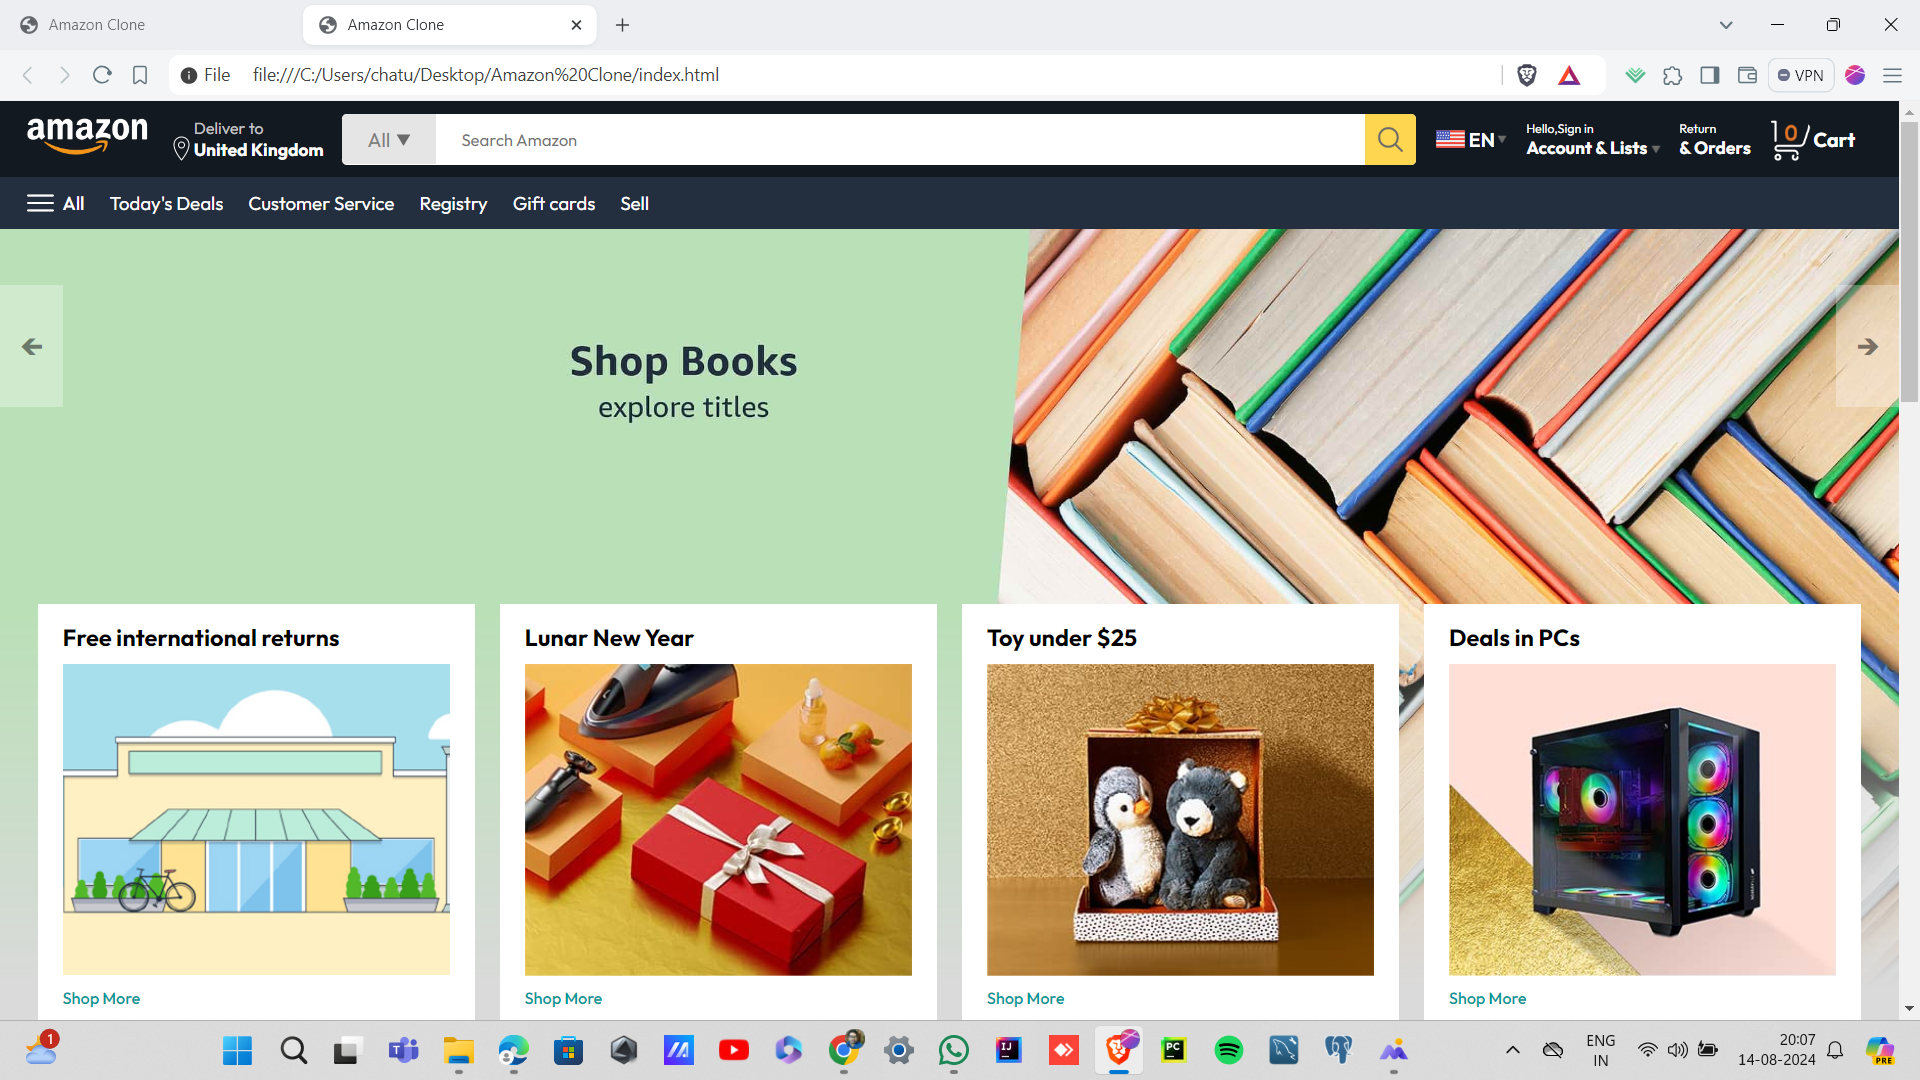 Amazon Clone
Amazon Clone
File
file:///C:/Users/chatu/Desktop/Amazon%20Clone/index.html
VPN
amazon
Deliver to
United Kingdom
All ▼
Search Amazon
EN
Hello,Sign in
Account & Lists
Return
& Orders
0
Cart
All
Today's Deals
Customer Service
Registry
Gift cards
Sell
Shop Books
explore titles
Free international returns
Lunar New Year
Toy under $25
Deals in PCs
Shop More
Shop More
Shop More
Shop More
1
IJ
PC
ENG
IN
20:07
14-08-2024
PRE